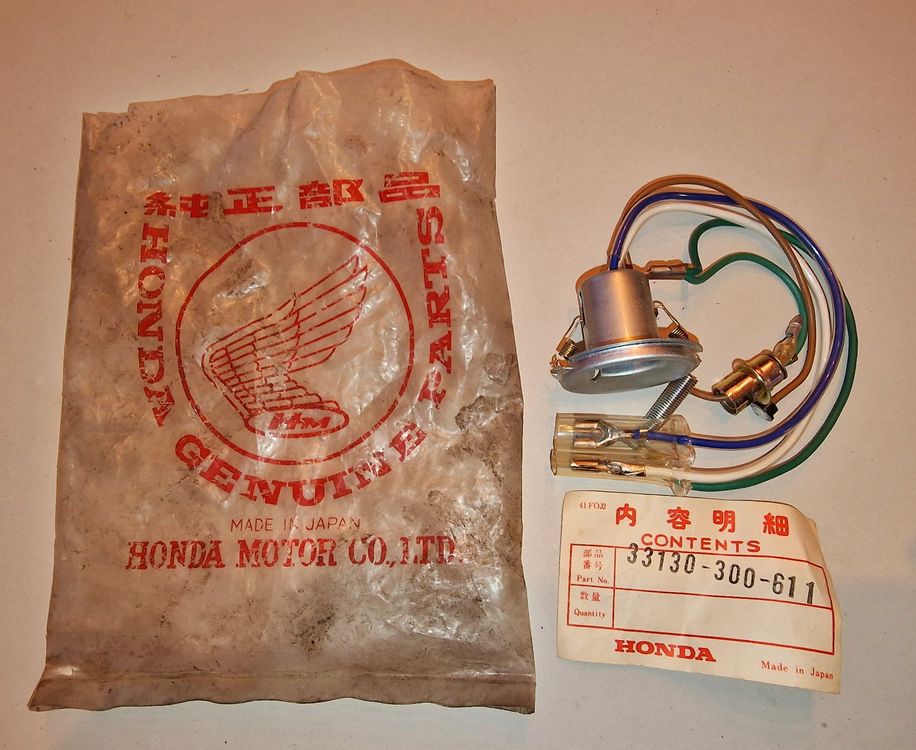 純正部品
HONDA
GENUINE PARTS
HM
MADE IN JAPAN
HONDA MOTOR CO., LTD.
41FOJ2
内容明細
CONTENTS
部品
番号
Part No.
33130-300-611
数量
Quantity
HONDA
Made in Japan